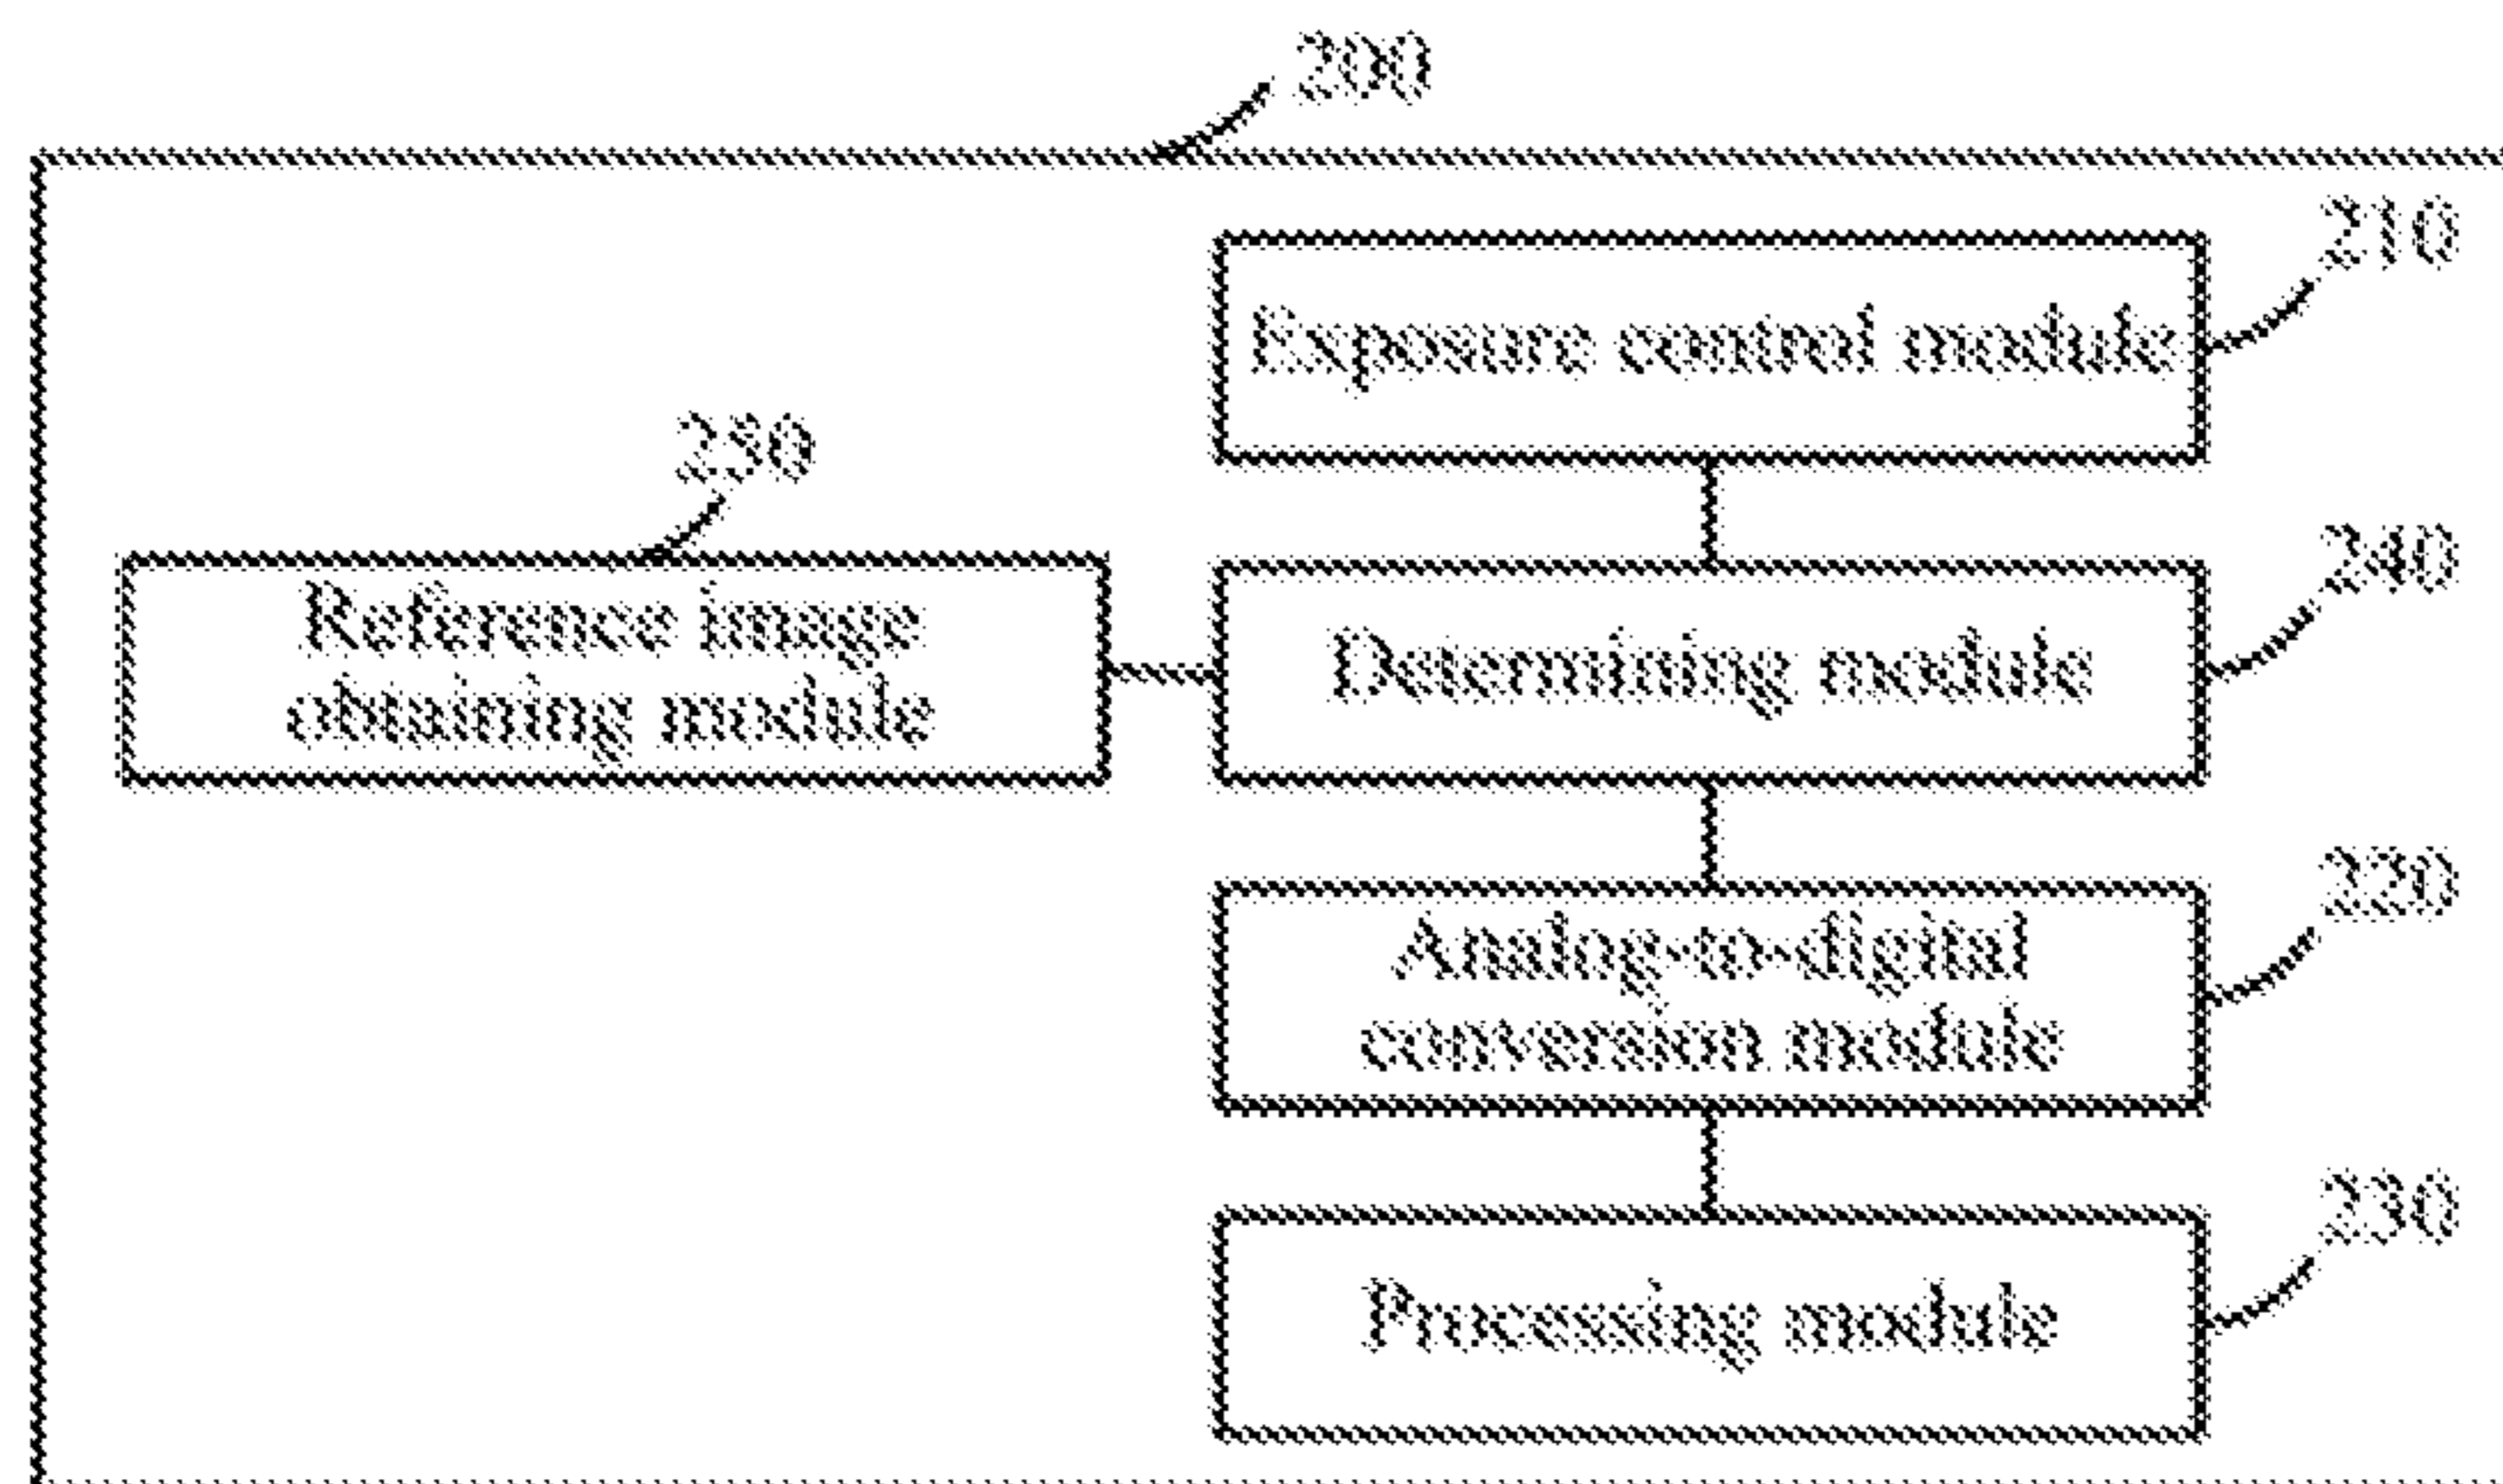 200
210
Exposure control module
240
Reference image
obtaining module
Determining module
220
Analog-to-digital
conversion module
230
Processing module